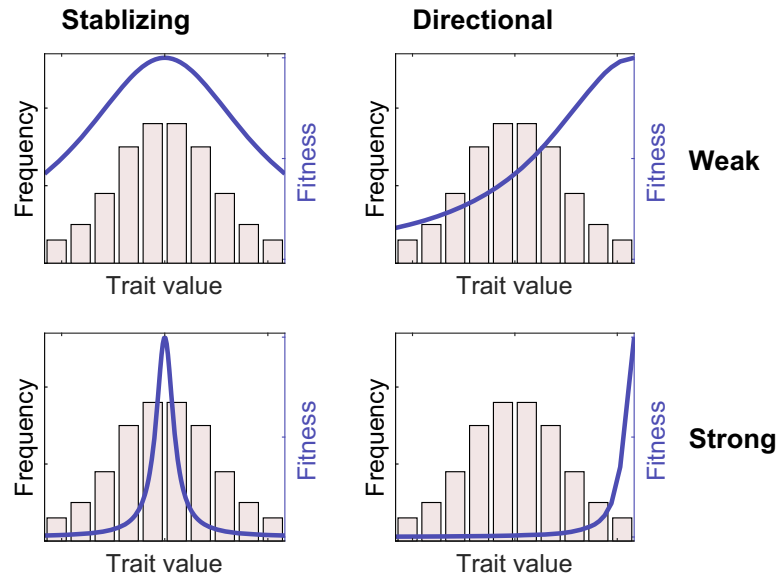 Stablizing
Directional
Frequency
Fitness
Trait value
Frequency
Fitness
Trait value
Weak
Frequency
Fitness
Trait value
Frequency
Fitness
Trait value
Strong